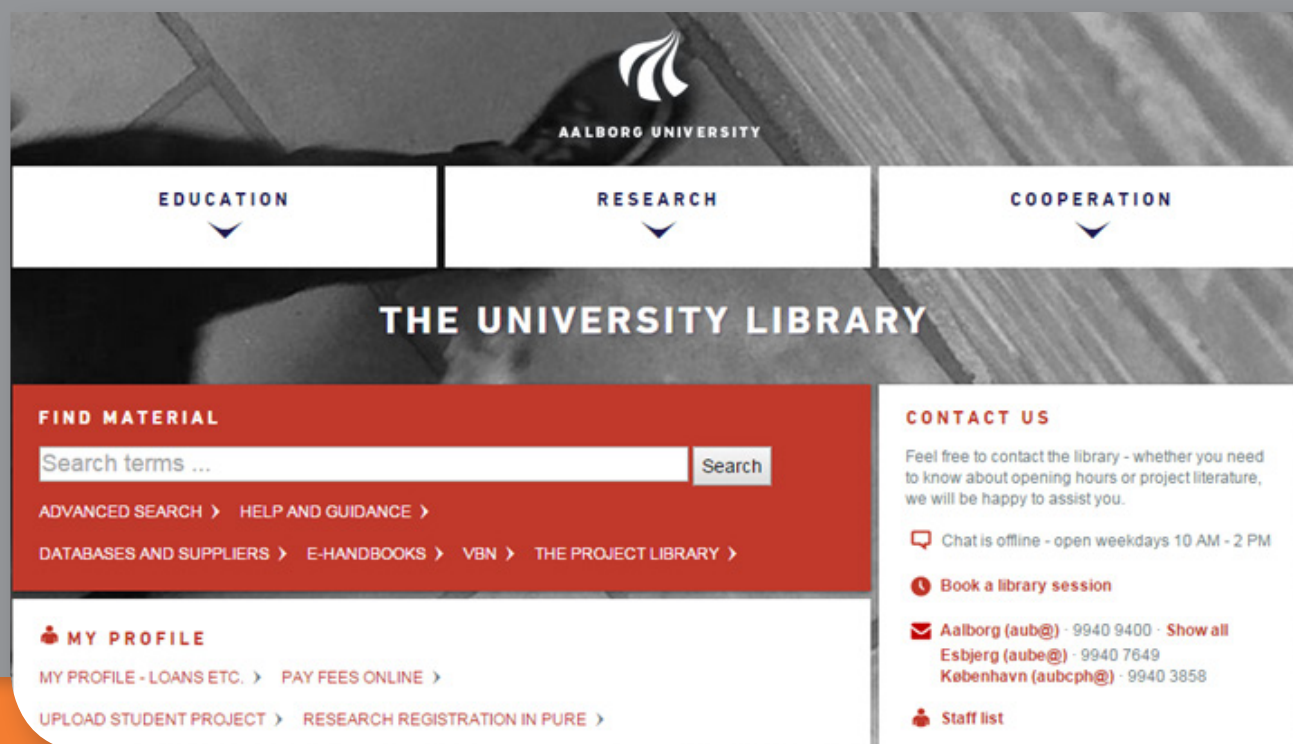 AALBORG UNIVERSITY
EDUCATION
RESEARCH
COOPERATION
THE UNIVERSITY LIBRARY
FIND MATERIAL
Search terms ...
Search
ADVANCED SEARCH
HELP AND GUIDANCE
DATABASES AND SUPPLIERS
E-HANDBOOKS
VBN
THE PROJECT LIBRARY
MY PROFILE
MY PROFILE - LOANS ETC.
PAY FEES ONLINE
UPLOAD STUDENT PROJECT
RESEARCH REGISTRATION IN PURE
CONTACT US
Feel free to contact the library - whether you need
to know about opening hours or project literature,
we will be happy to assist you.
Chat is offline - open weekdays 10 AM - 2 PM
Book a library session
Aalborg (aub@) · 9940 9400 · Show all
Esbjerg (aube@) · 9940 7649
København (aubcph@) · 9940 3858
Staff list